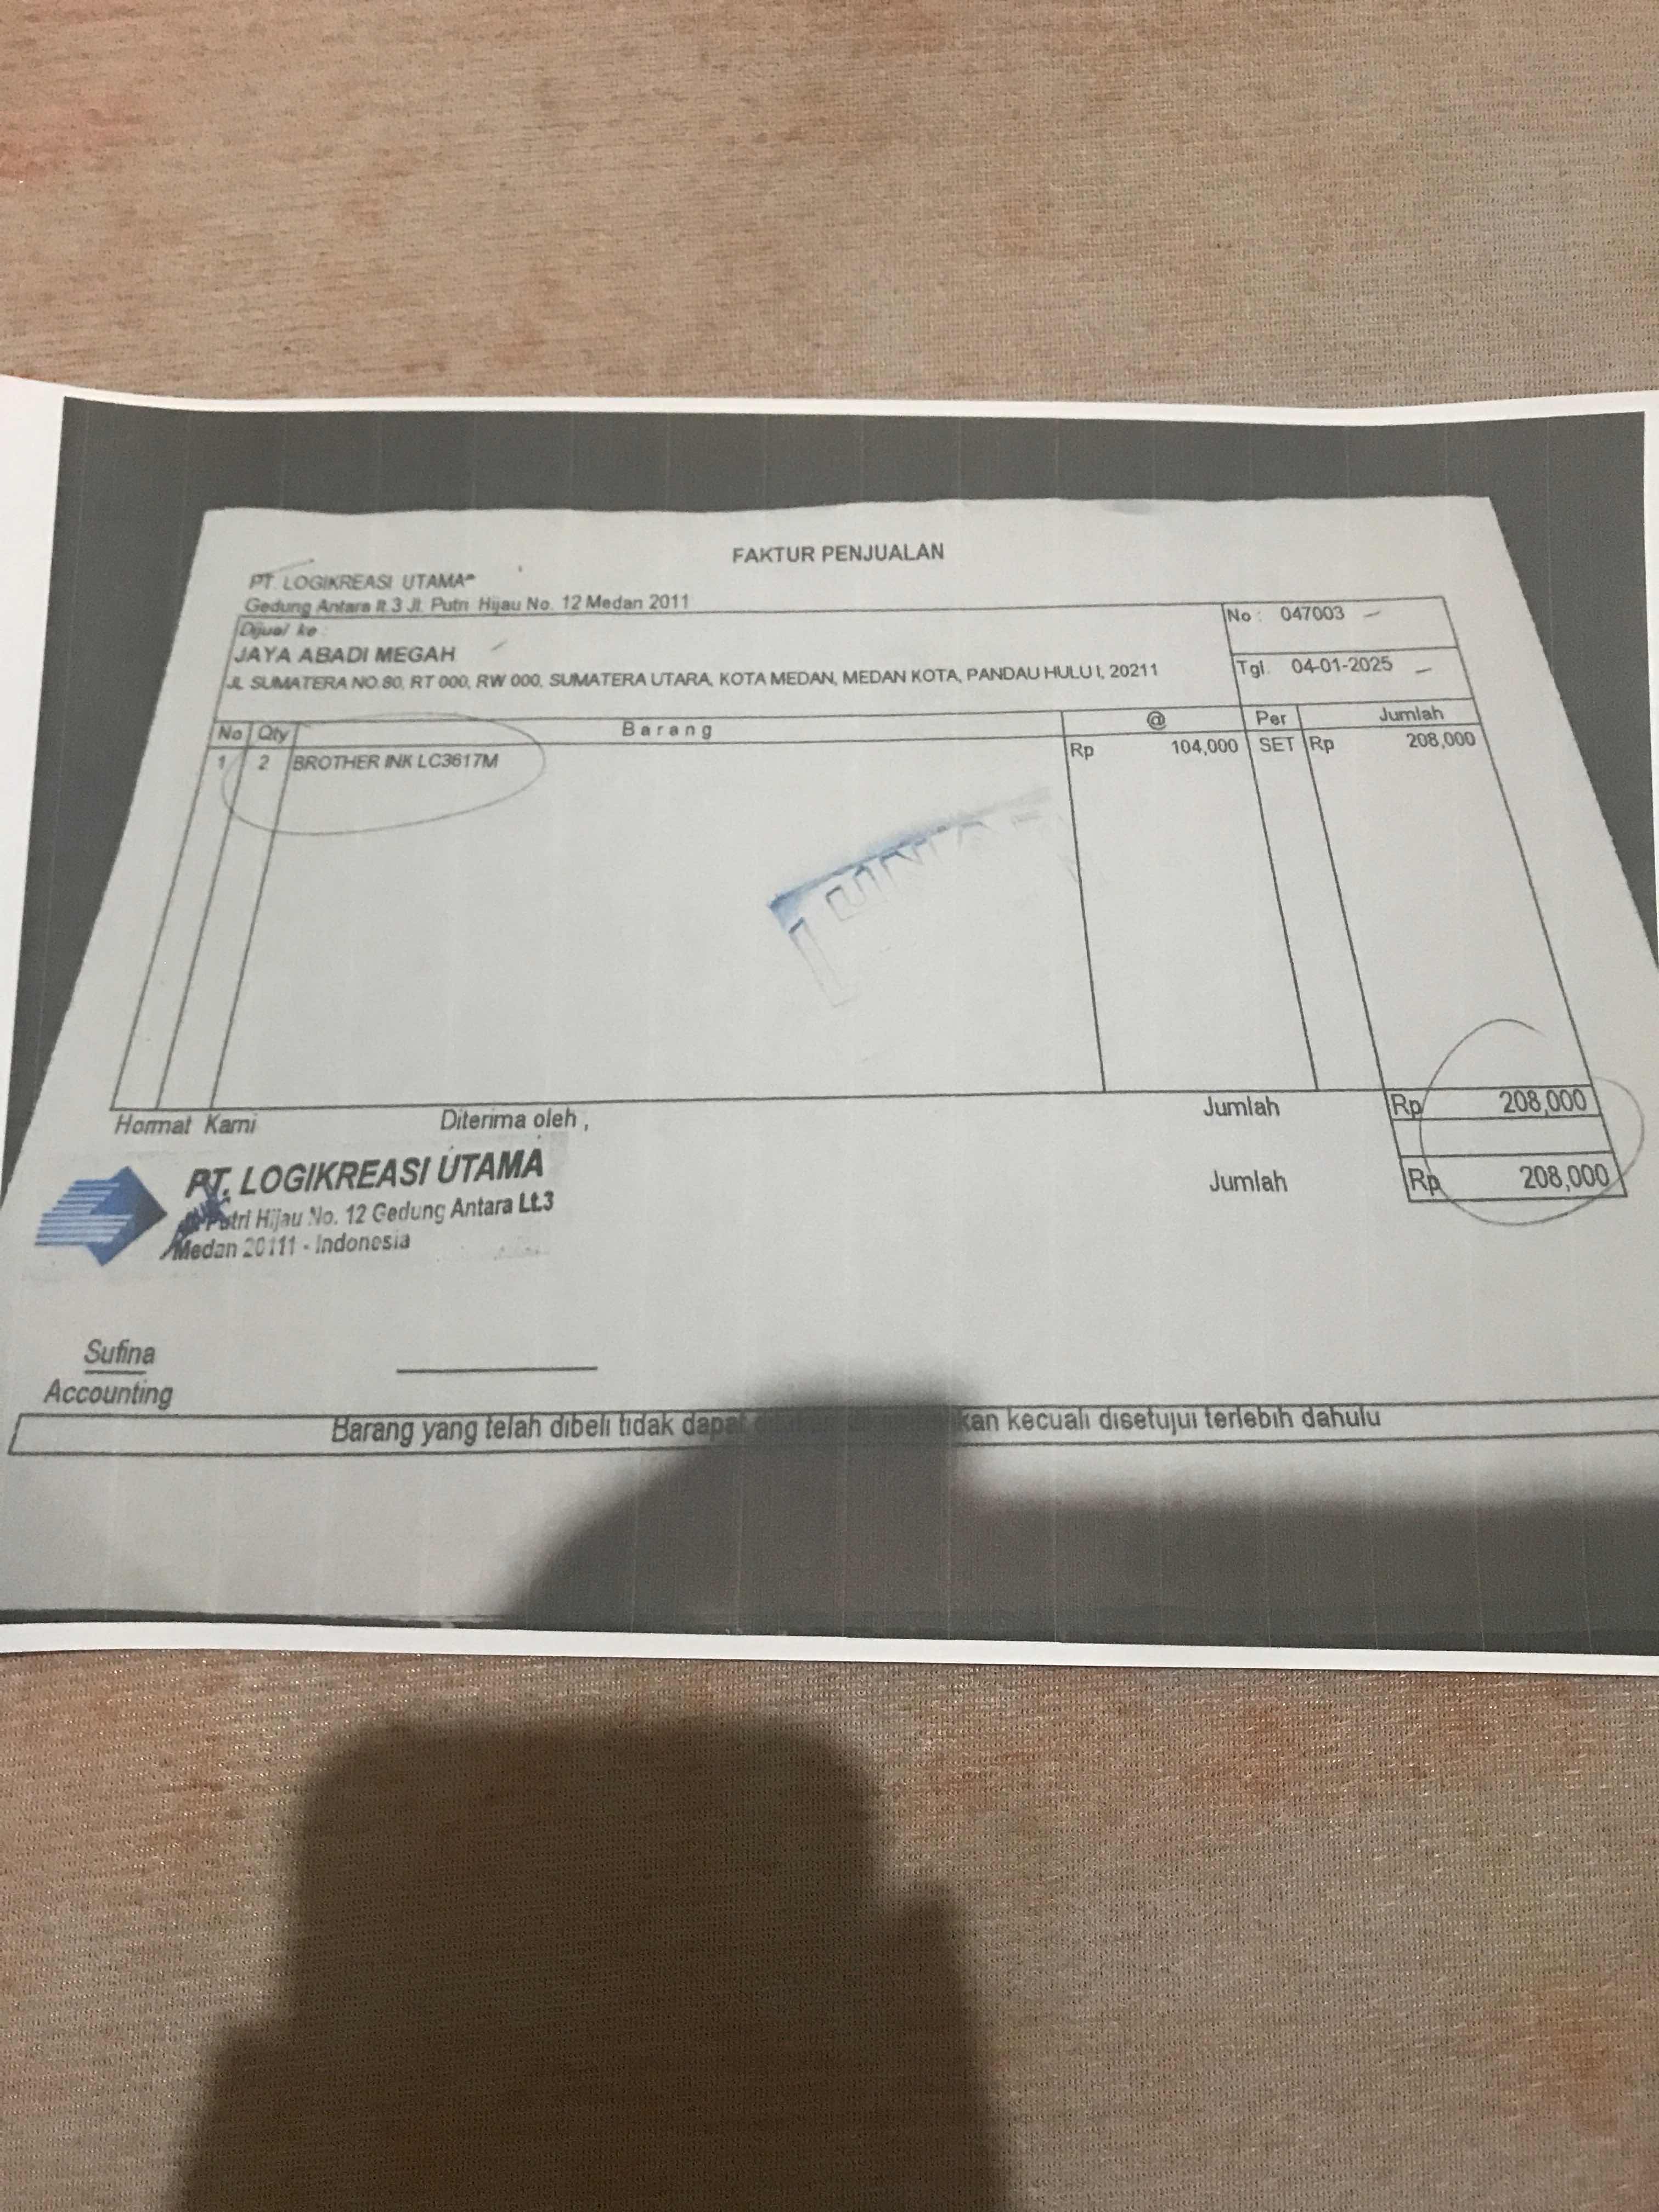 FAKTUR PENJUALAN
PT. LOGIKREASI UTAMA
Gedung Antara lt.3 Jl. Putri Hijau No. 12 Medan 2011
No : 047003
Dijual ke :
JAYA ABADI MEGAH
Tgl. 04-01-2025
JL SUMATERA NO.80, RT 000, RW 000, SUMATERA UTARA, KOTA MEDAN, MEDAN KOTA, PANDAU HULU I, 20211
No Qty Barang @ Per Jumlah
1 2 BROTHER INK LC3617M Rp 104,000 SET Rp 208,000
Hormat Kami Diterima oleh , Jumlah Rp 208,000
Jumlah Rp 208,000
PT. LOGIKREASI UTAMA
Putri Hijau No. 12 Gedung Antara Lt.3
Medan 20111 - Indonesia
Sufina
Accounting
Barang yang telah dibeli tidak dapat kecuali disetujui terlebih dahulu